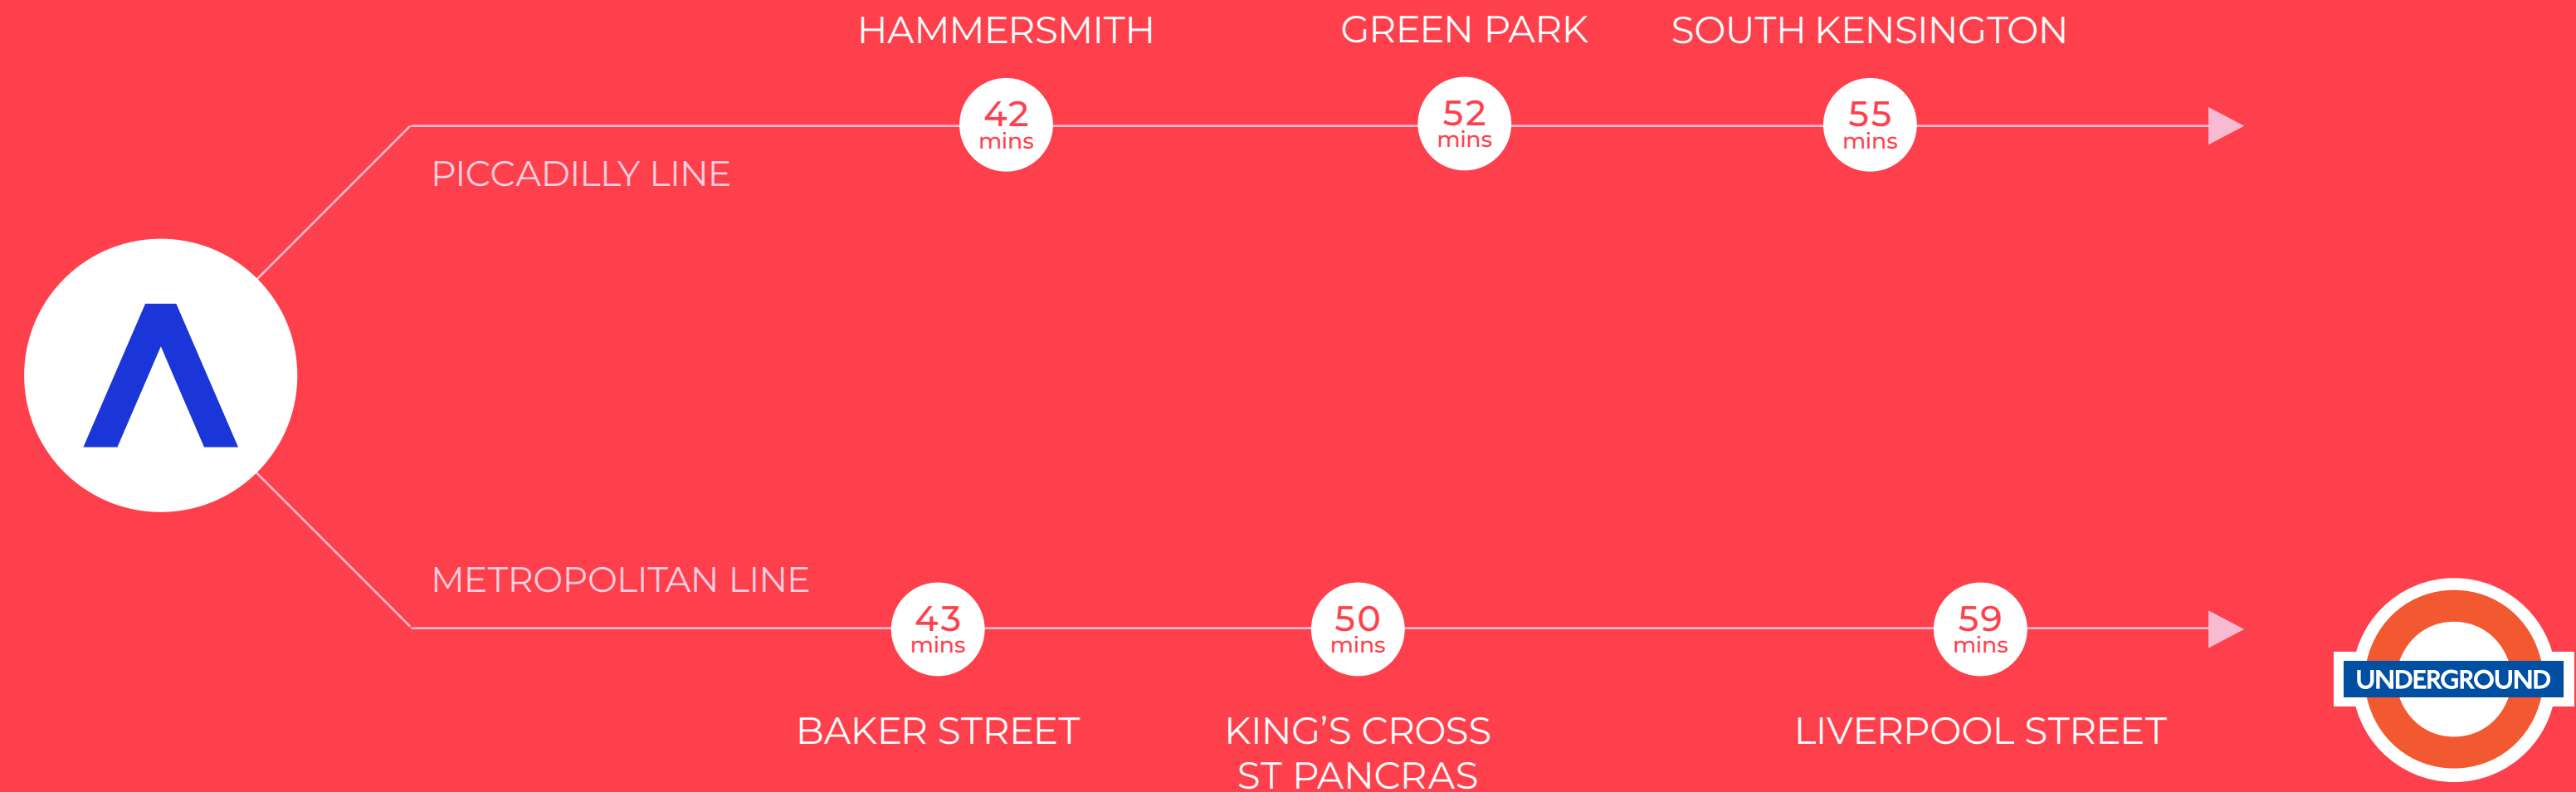 HAMMERSMITH
GREEN PARK
SOUTH KENSINGTON
42
mins
52
mins
55
mins
PICCADILLY LINE
METROPOLITAN LINE
43
mins
50
mins
59
mins
UNDERGROUND
BAKER STREET
KING’S CROSS
ST PANCRAS
LIVERPOOL STREET